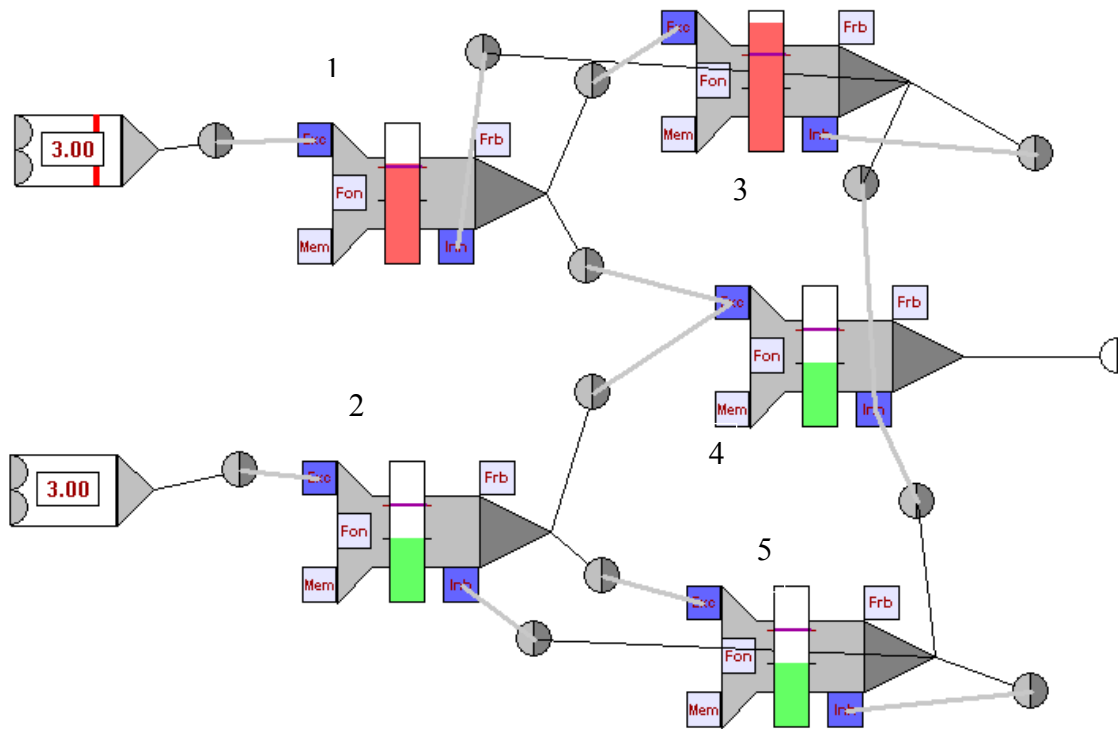 1
Exc
Frb
3.00
Fon
Mem
Inh
Exc
Frb
Fon
Mem
Inh
3
Exc
Frb
Fon
Mem
Inh
4
2
Exc
Frb
3.00
Fon
Mem
Inh
5
Exc
Frb
Fon
Mem
Inh